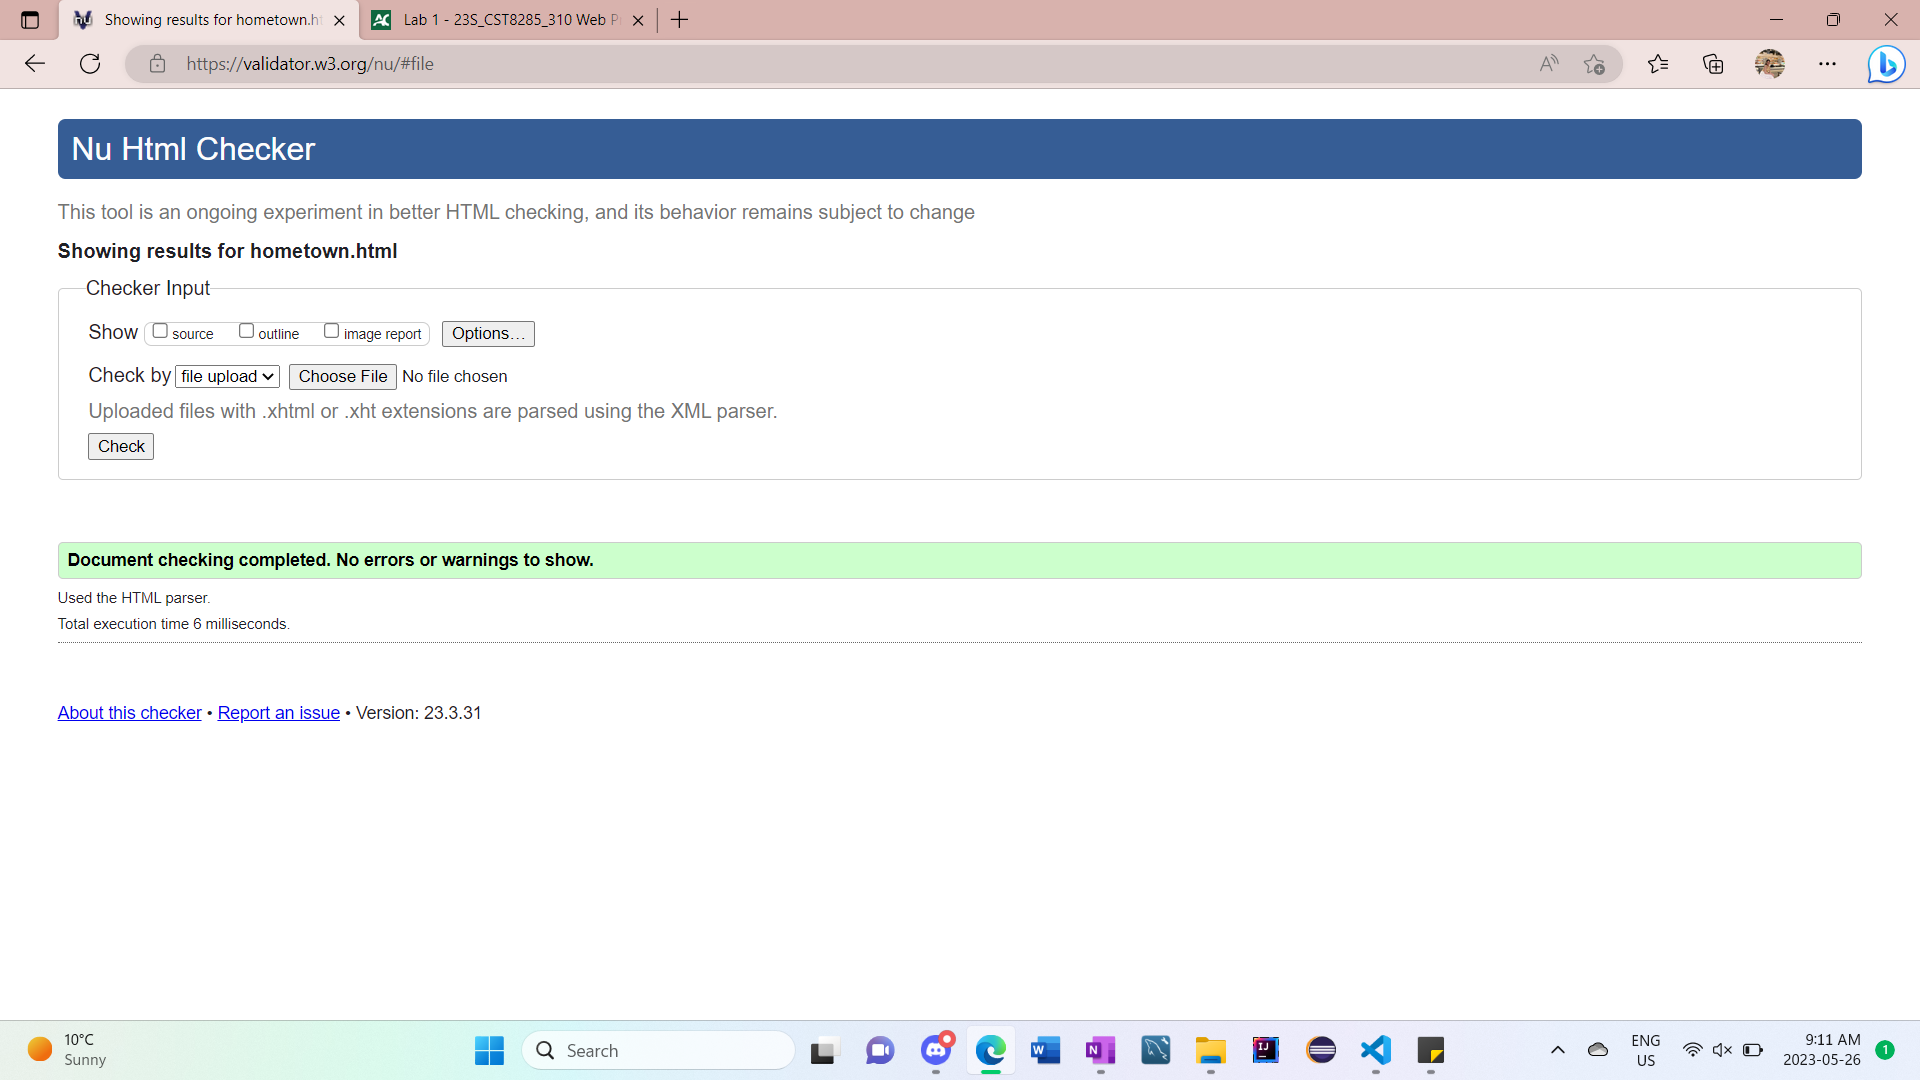 Showing results for hometown.ht
Lab 1 - 23S_CST8285_310 Web P
https://validator.w3.org/nu/#file
Nu Html Checker
This tool is an ongoing experiment in better HTML checking, and its behavior remains subject to change
Showing results for hometown.html
Checker Input
Show source outline image report Options…
Check by file upload Choose File No file chosen
Uploaded files with .xhtml or .xht extensions are parsed using the XML parser.
Check
Document checking completed. No errors or warnings to show.
Used the HTML parser.
Total execution time 6 milliseconds.
About this checker • Report an issue • Version: 23.3.31
10°C
Sunny
Search
ENG
US
9:11 AM
2023-05-26
1